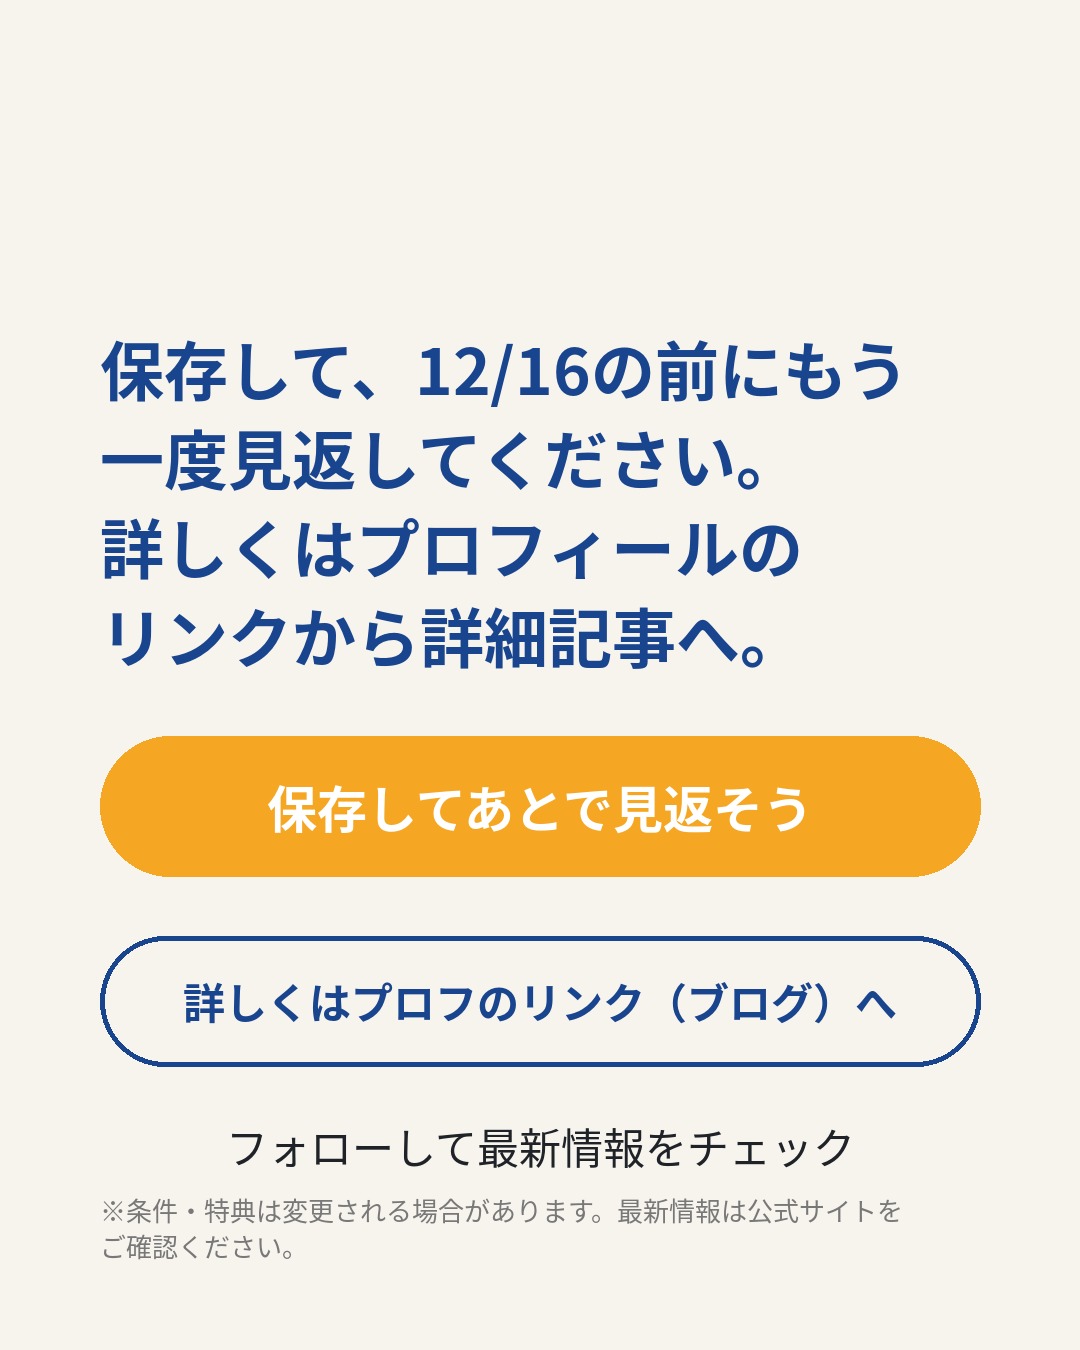 保存して、12/16の前にもう
一度見返してください。
詳しくはプロフィールの
リンクから詳細記事へ。
保存してあとで見返そう
詳しくはプロフのリンク（ブログ）へ
フォローして最新情報をチェック
※条件・特典は変更される場合があります。最新情報は公式サイトを
ご確認ください。